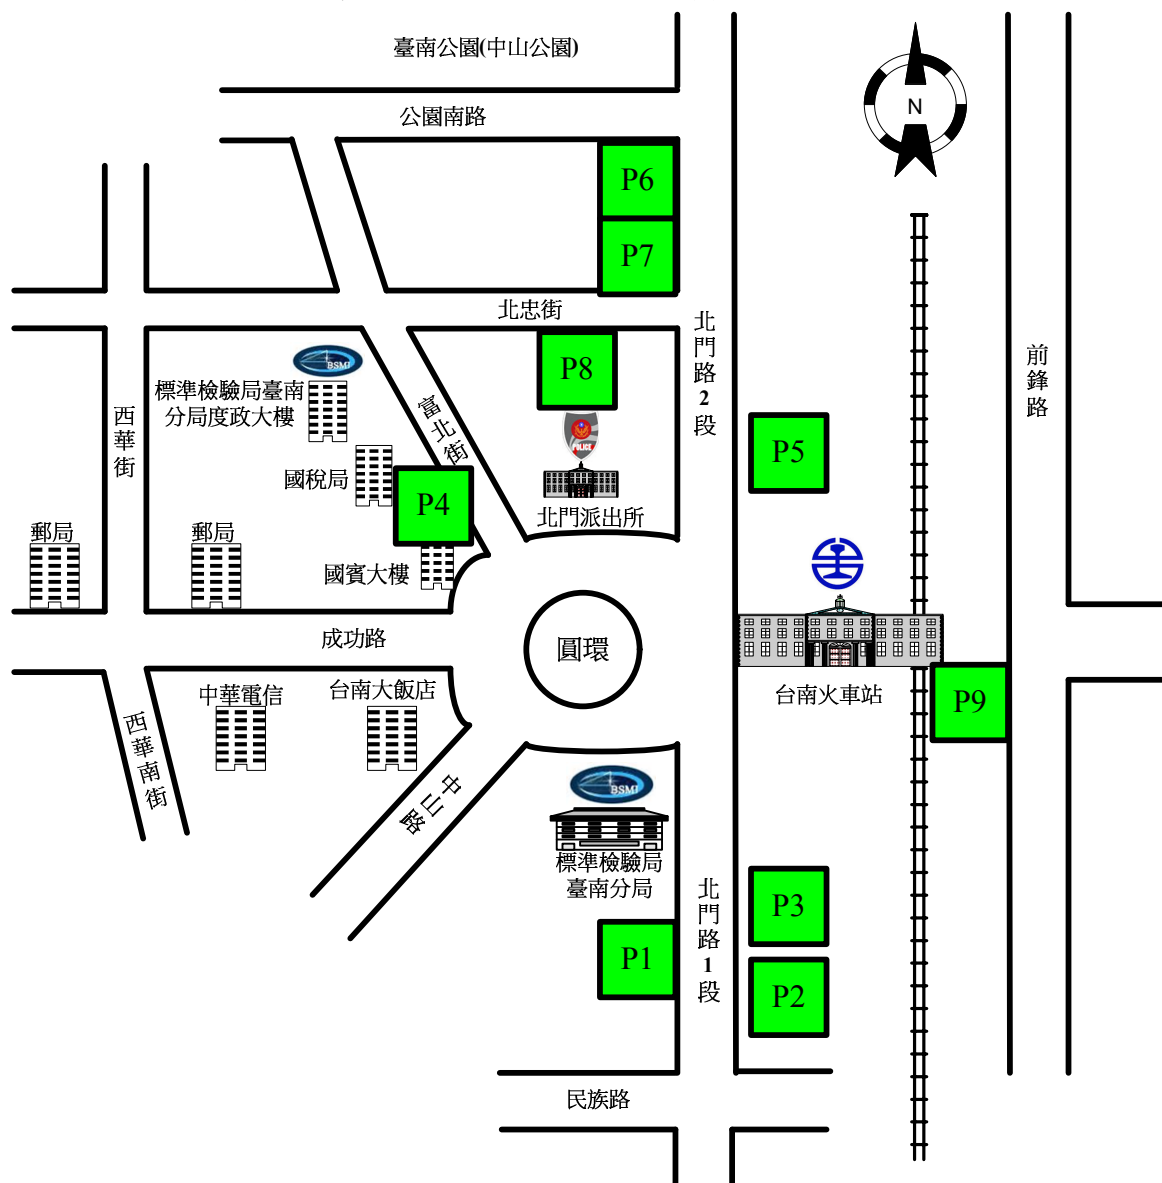 臺南公園(中山公園)
公園南路
N
P6
P7
北忠街
北門路2段
前鋒路
P8
BSMI
標準檢驗局臺南
分局度政大樓
西華街
富北街
POLICE
P5
國稅局
P4
北門派出所
郵局
郵局
國賓大樓
成功路
圓環
台南火車站
P9
中華電信
台南大飯店
西華南街
中山路
BSMI
標準檢驗局
臺南分局
北門路1段
P3
P1
P2
民族路